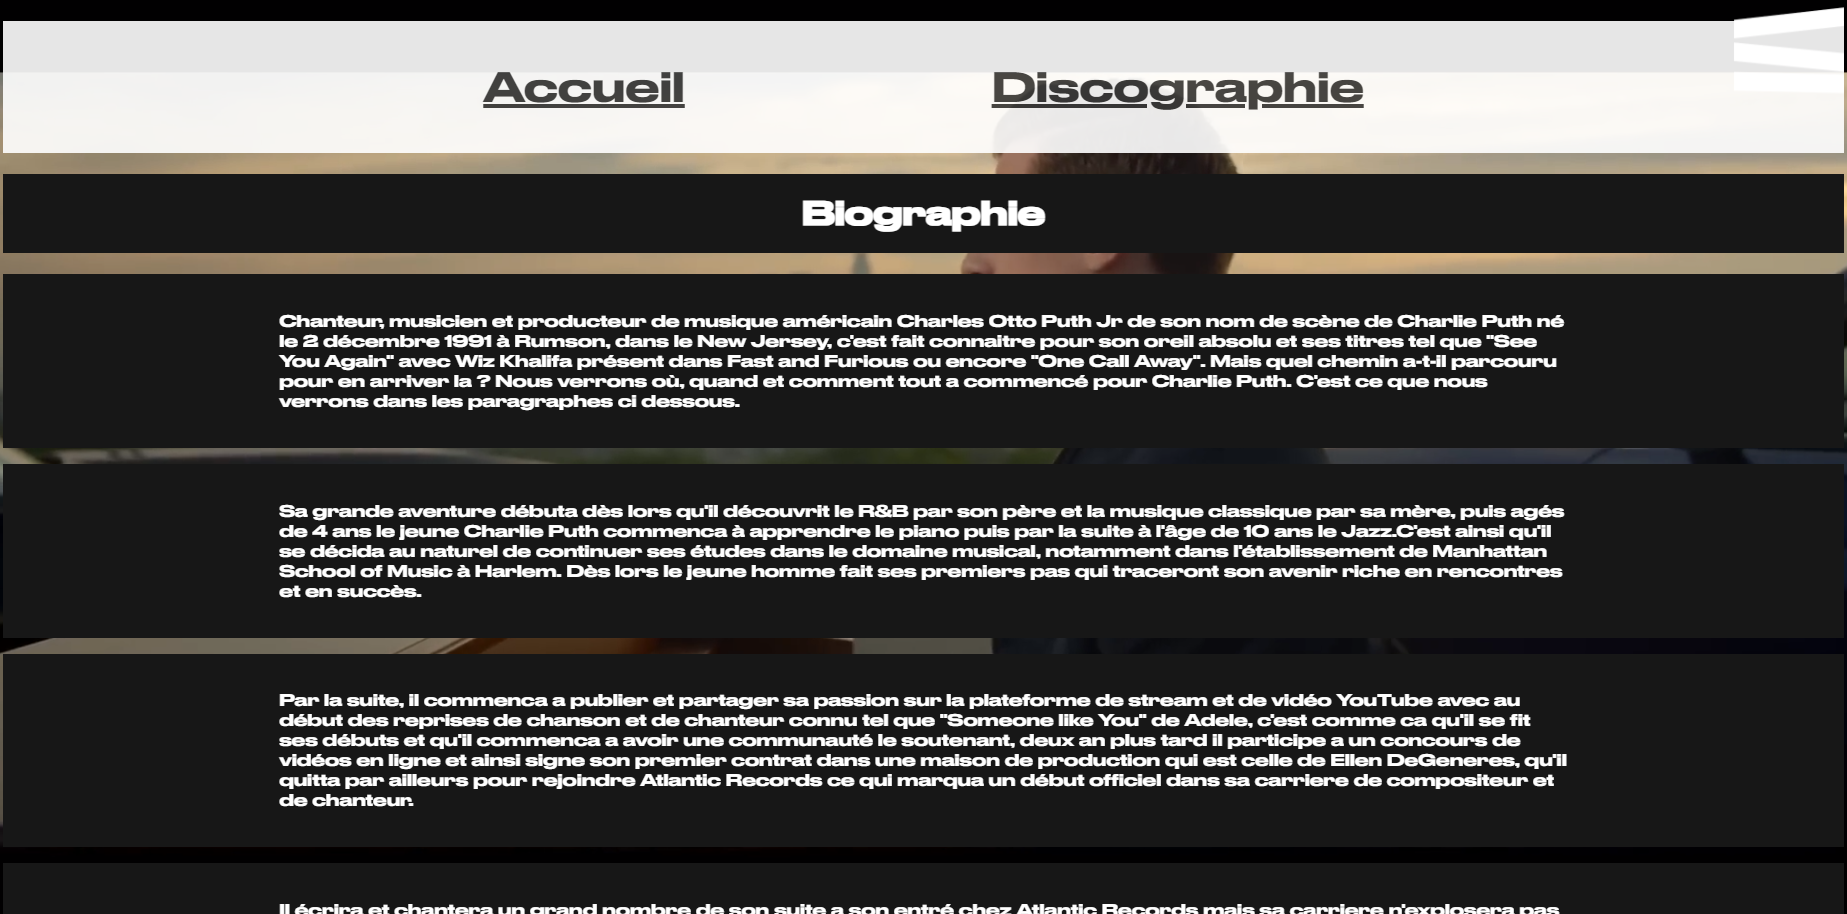 Accueil
Discographie
Biographie
Chanteur, musicien et producteur de musique américain Charles Otto Puth Jr de son nom de scène de Charlie Puth né
le 2 décembre 1991 à Rumson, dans le New Jersey, c'est fait connaitre pour son oreil absolu et ses titres tel que "See
You Again" avec Wiz Khalifa présent dans Fast and Furious ou encore "One Call Away". Mais quel chemin a-t-il parcouru
pour en arriver la ? Nous verrons où, quand et comment tout a commencé pour Charlie Puth. C'est ce que nous
verrons dans les paragraphes ci dessous.
Sa grande aventure débuta dès lors qu'il découvrit le R&B par son père et la musique classique par sa mère, puis agés
de 4 ans le jeune Charlie Puth commenca à apprendre le piano puis par la suite à l'âge de 10 ans le Jazz.C'est ainsi qu'il
se décida au naturel de continuer ses études dans le domaine musical, notamment dans l'établissement de Manhattan
School of Music à Harlem. Dès lors le jeune homme fait ses premiers pas qui traceront son avenir riche en rencontres
et en succès.
Par la suite, il commenca a publier et partager sa passion sur la plateforme de stream et de vidéo YouTube avec au
début des reprises de chanson et de chanteur connu tel que "Someone like You" de Adele, c'est comme ca qu'il se fit
ses débuts et qu'il commenca a avoir une communauté le soutenant, deux an plus tard il participe a un concours de
vidéos en ligne et ainsi signe son premier contrat dans une maison de production qui est celle de Ellen DeGeneres, qu'il
quitta par ailleurs pour rejoindre Atlantic Records ce qui marqua un début officiel dans sa carriere de compositeur et
de chanteur.
Il écrira et chantera un grand nombre de son suite a son entré chez Atlantic Records mais sa carriere n'explosera pas